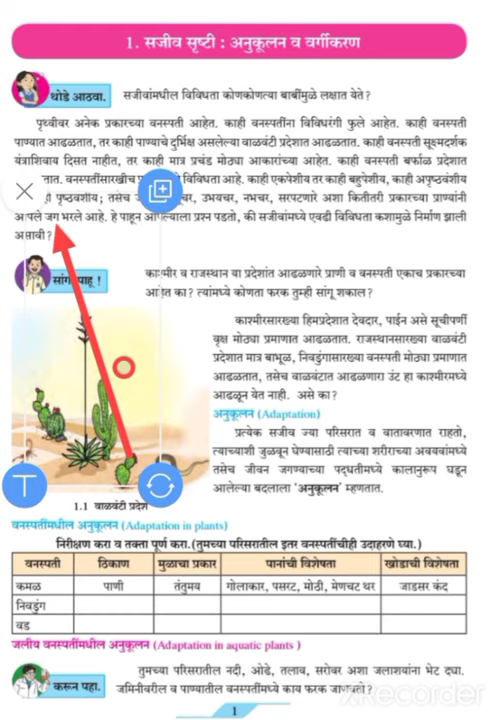 1. सजीव सृष्टी : अनुकूलन व वर्गीकरण
थोडे आठवा. सजीवांमधील विविधता कोणकोणत्या बाबींमुळे लक्षात येते ?
पृथ्वीवर अनेक प्रकारच्या वनस्पती आहेत. काही वनस्पतींना विविधरंगी फुले आहेत. काही वनस्पती
पाण्यात आढळतात, तर काही पाण्याचे दुर्भिक्ष असलेल्या वाळवंटी प्रदेशात आढळतात. काही वनस्पती सूक्ष्मदर्शक
यंत्राशिवाय दिसत नाहीत, तर काही मात्र प्रचंड मोठ्या आकारांच्या आहेत. काही वनस्पती बर्फाळ प्रदेशात
वनस्पतींसारखीच विविधता आहे. काही एकपेशीय तर काही बहुपेशीय, काही अपृष्ठवंशीय
पृष्ठवंशीय; तसेच उभयचर, नभचर, सरपटणारे अशा कितीतरी प्रकारच्या प्राण्यांनी
आपले जग भरले आहे. हे पाहून आपल्याला प्रश्न पडतो, की सजीवांमध्ये एवढी विविधता कशामुळे निर्माण झाली
असावी ?
सांगा पाहू ! काश्मीर व राजस्थान या प्रदेशांत आढळणारे प्राणी व वनस्पती एकाच प्रकारच्या
आहेत का ? त्यांमध्ये कोणता फरक तुम्ही सांगू शकाल ?
काश्मीरसारख्या हिमप्रदेशात देवदार, पाईन असे सूचीपर्णी
वृक्ष मोठ्या प्रमाणात आढळतात. राजस्थानसारख्या वाळवंटी
प्रदेशात मात्र बाभूळ, निवडुंगासारख्या वनस्पती मोठ्या प्रमाणात
आढळतात, तसेच वाळवंटात आढळणारा उंट हा काश्मीरमध्ये
आढळून येत नाही. असे का ?
अनुकूलन (Adaptation)
प्रत्येक सजीव ज्या परिसरात व वातावरणात राहतो,
त्याच्याशी जुळवून घेण्यासाठी त्याच्या शरीराच्या अवयवांमध्ये
तसेच जीवन जगण्याच्या पद्धतीमध्ये कालानुरूप घडून
आलेल्या बदलाला 'अनुकूलन' म्हणतात.
1.1 वाळवंटी प्रदेश
वनस्पतींमधील अनुकूलन (Adaptation in plants)
निरीक्षण करा व तक्ता पूर्ण करा.(तुमच्या परिसरातील इतर वनस्पतींचीही उदाहरणे घ्या.)
वनस्पती ठिकाण मुळाचा प्रकार पानांची विशेषता खोडाची विशेषता
कमळ पाणी तंतुमय गोलाकार, पसरट, मोठी, मेणचट थर जाडसर कंद
निवडुंग
वड
जलीय वनस्पतींमधील अनुकूलन (Adaptation in aquatic plants )
करून पहा. तुमच्या परिसरातील नदी, ओढे, तलाव, सरोवर अशा जलाशयांना भेट द्या.
जमिनीवरील व पाण्यातील वनस्पतींमध्ये काय फरक जाणवतो ?
XRecorder
1